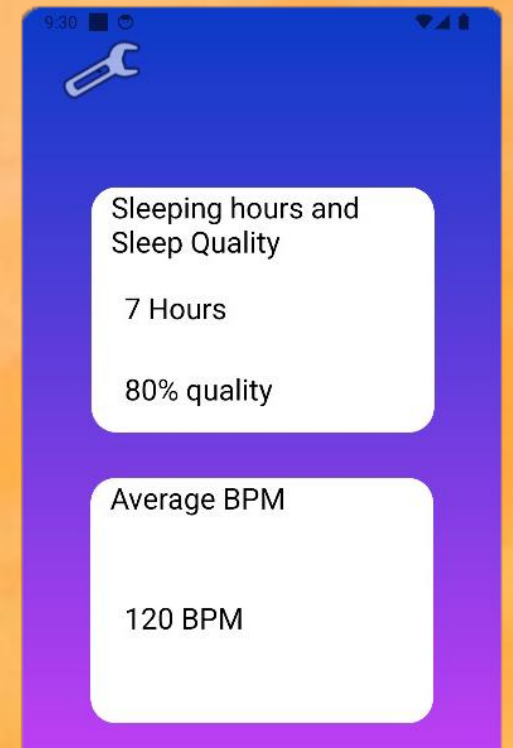 9:30
Sleeping hours and
Sleep Quality
7 Hours
80% quality
Average BPM
120 BPM